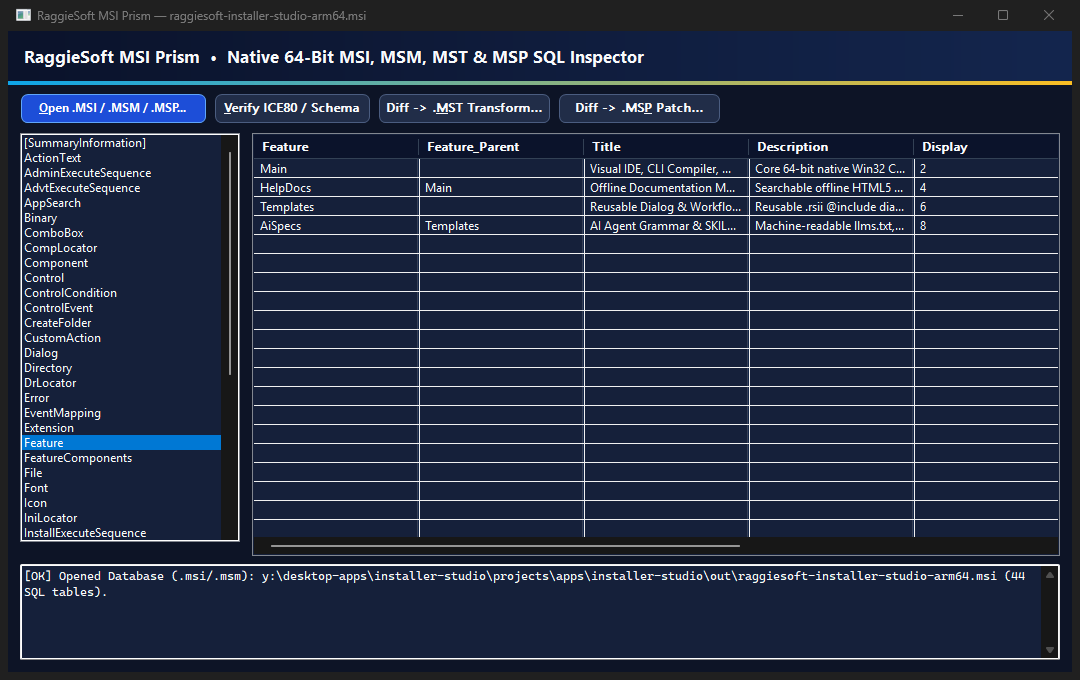 RaggieSoft MSI Prism — raggiesoft-installer-studio-arm64.msi
RaggieSoft MSI Prism • Native 64-Bit MSI, MSM, MST & MSP SQL Inspector
Open .MSI / .MSM / .MSP... Verify ICE80 / Schema Diff -> .MST Transform... Diff -> .MSP Patch...
[SummaryInformation]
ActionText
AdminExecuteSequence
AdvtExecuteSequence
AppSearch
Binary
ComboBox
CompLocator
Component
Control
ControlCondition
ControlEvent
CreateFolder
CustomAction
Dialog
Directory
DrLocator
Error
EventMapping
Extension
Feature
FeatureComponents
File
Font
Icon
IniLocator
InstallExecuteSequence
Feature Feature_Parent Title Description Display
Main Visual IDE, CLI Compiler, ... Core 64-bit native Win32 C... 2
HelpDocs Main Offline Documentation M... Searchable offline HTML5 ... 4
Templates Reusable Dialog & Workflo... Reusable .rsii @include dia... 6
AiSpecs Templates AI Agent Grammar & SKIL... Machine-readable llms.txt,... 8
[OK] Opened Database (.msi/.msm): y:\desktop-apps\installer-studio\projects\apps\installer-studio\out\raggiesoft-installer-studio-arm64.msi (44
SQL tables).